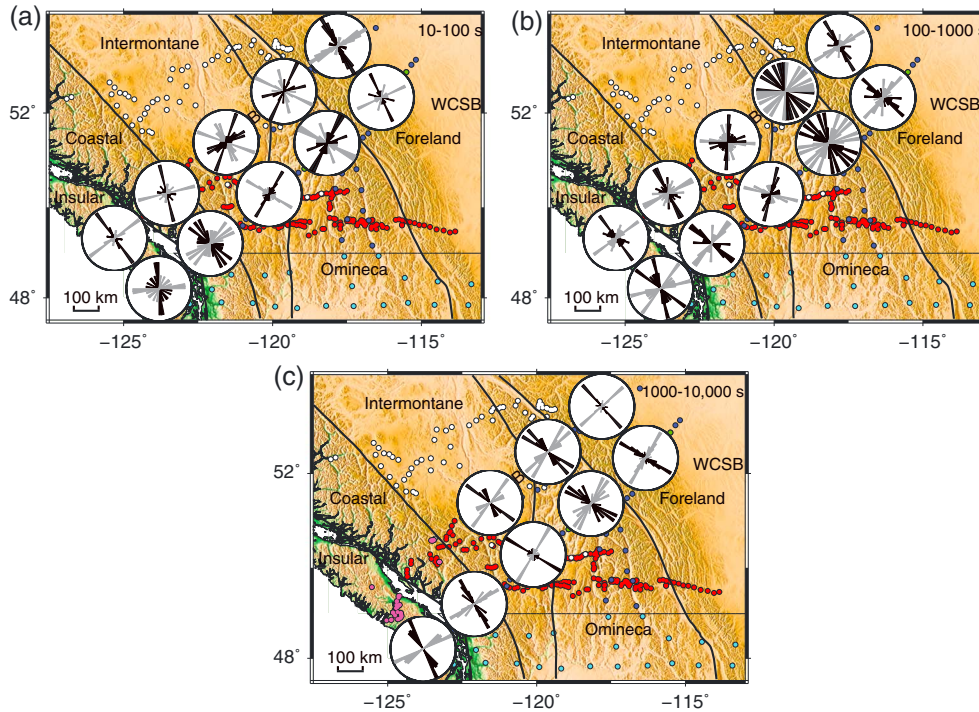 (a)
10-100 s
Intermontane
52°
WCSB
Coastal
Foreland
Insular
Omineca
48°
100 km
−125°
−120°
−115°
(b)
100-1000 s
Intermontane
52°
WCSB
Coastal
Foreland
Insular
Omineca
48°
100 km
−125°
−120°
−115°
(c)
1000-10,000 s
Intermontane
52°
WCSB
Coastal
Foreland
Insular
Omineca
48°
100 km
−125°
−120°
−115°